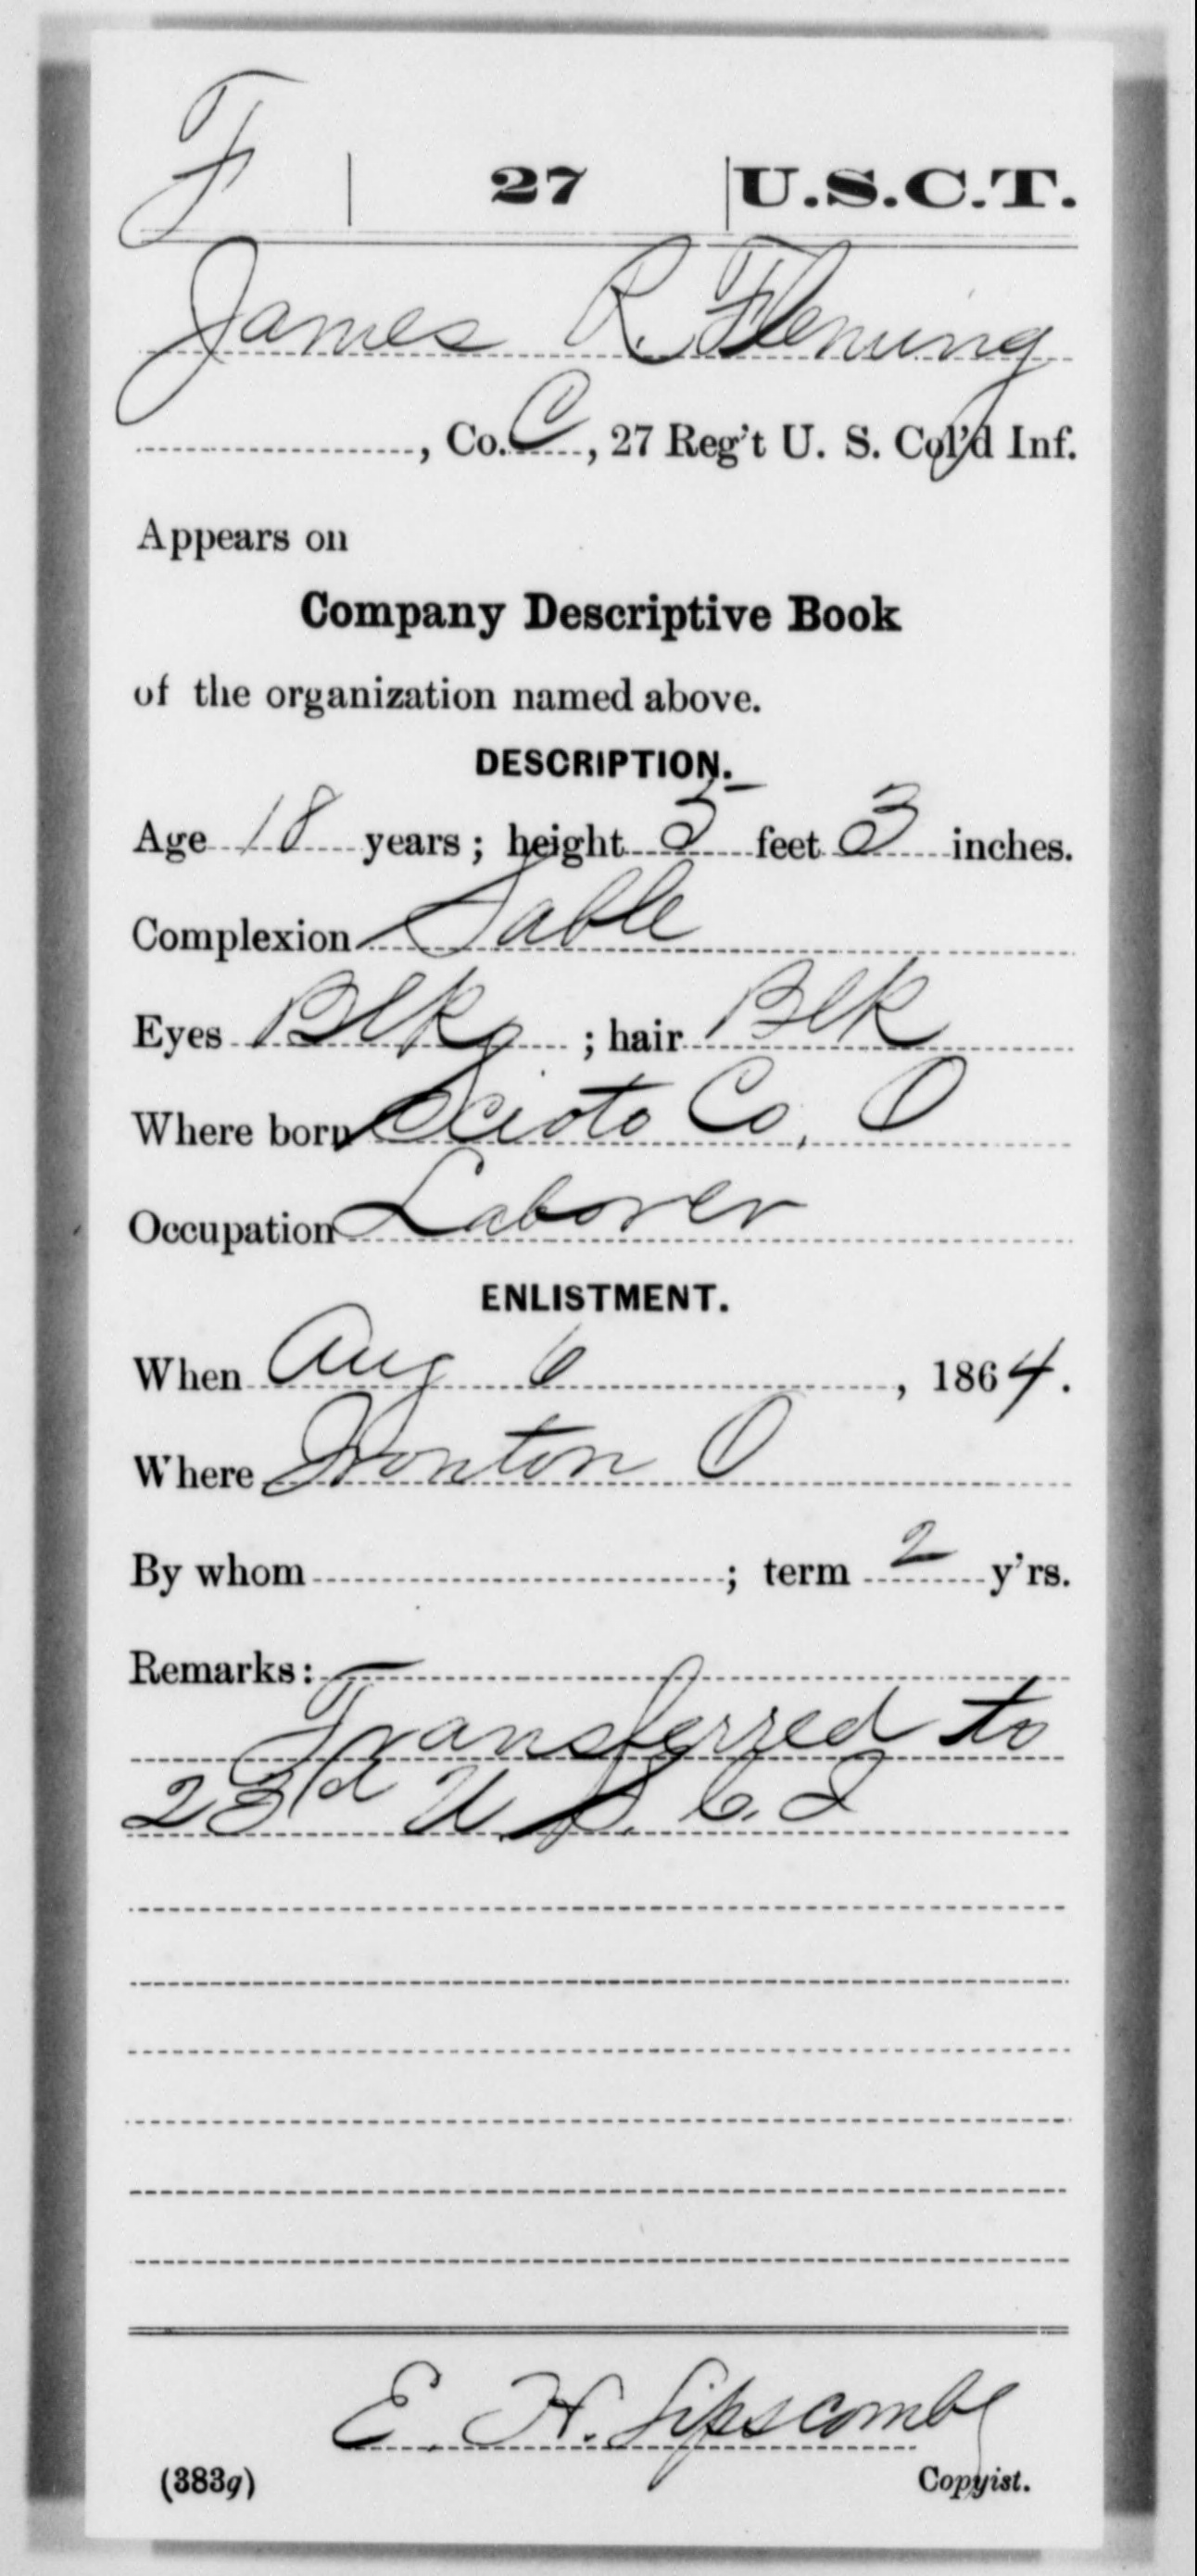 F | 27 | U.S.C.T.
James R. Fleming
, Co. C, 27 Reg't U. S. Col'd Inf.
Appears on
Company Descriptive Book
of the organization named above.
DESCRIPTION.
Age 18 years; height 5 feet 3 inches.
Complexion Sable
Eyes Blk ; hair Blk
Where born Scioto Co, O
Occupation Laborer
ENLISTMENT.
When Aug 6 , 1864.
Where Ironton O
By whom ; term 2 y'rs.
Remarks:
Transferred to
23rd U.S.C.I
E. H. Lipscombe
(383g) Copyist.